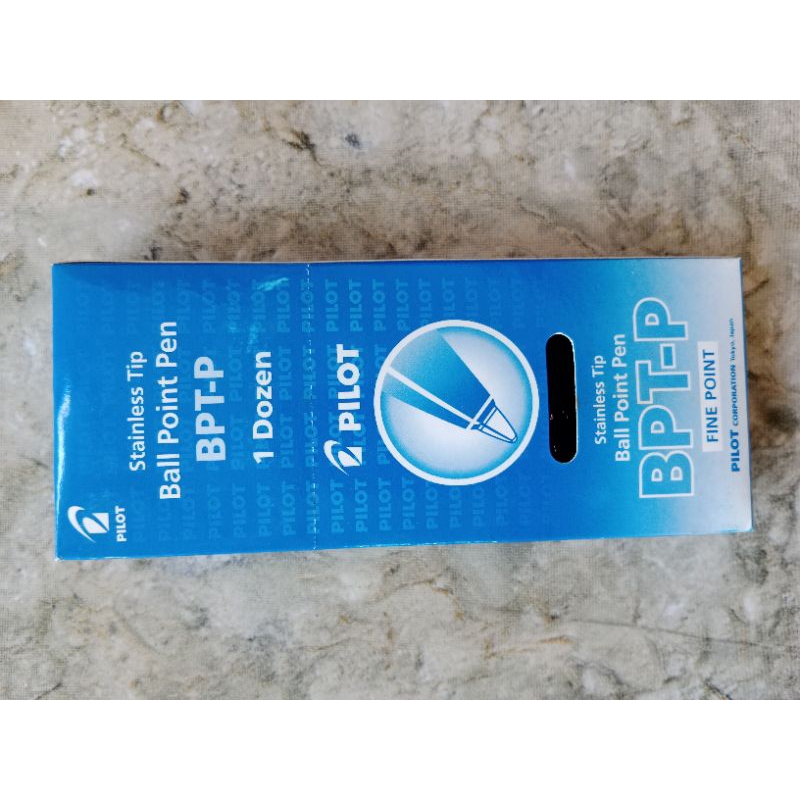 PILOT
Stainless Tip
Ball Point Pen
BPT-P
1 Dozen
PILOT
Stainless Tip
Ball Point Pen
BPT-P
FINE POINT
PILOT CORPORATION Tokyo, Japan